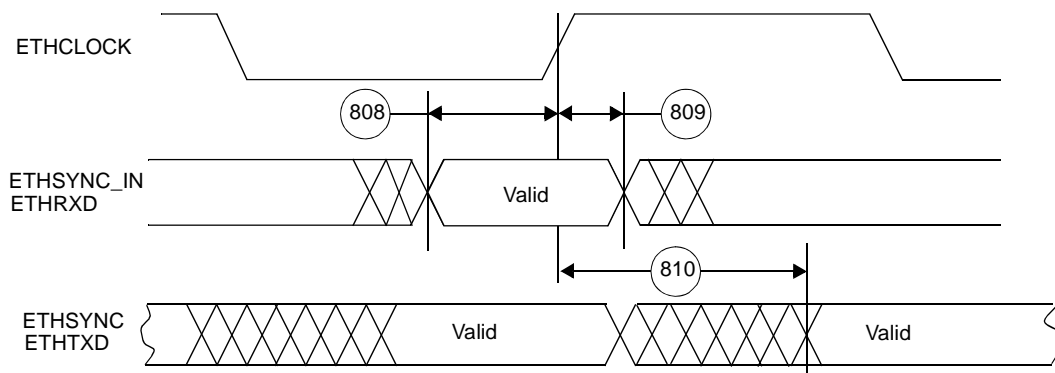 ETHCLOCK
808
809
ETHSYNC_IN
ETHRXD
Valid
810
ETHSYNC
ETHTXD
Valid
Valid